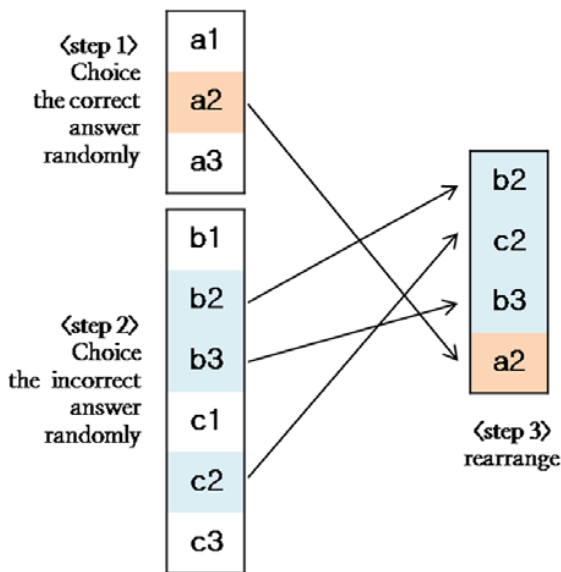 〈step 1〉
Choice
the correct
answer
randomly
a1
a2
a3
〈step 2〉
Choice
the incorrect
answer
randomly
b1
b2
b3
c1
c2
c3
b2
c2
b3
a2
〈step 3〉
rearrange